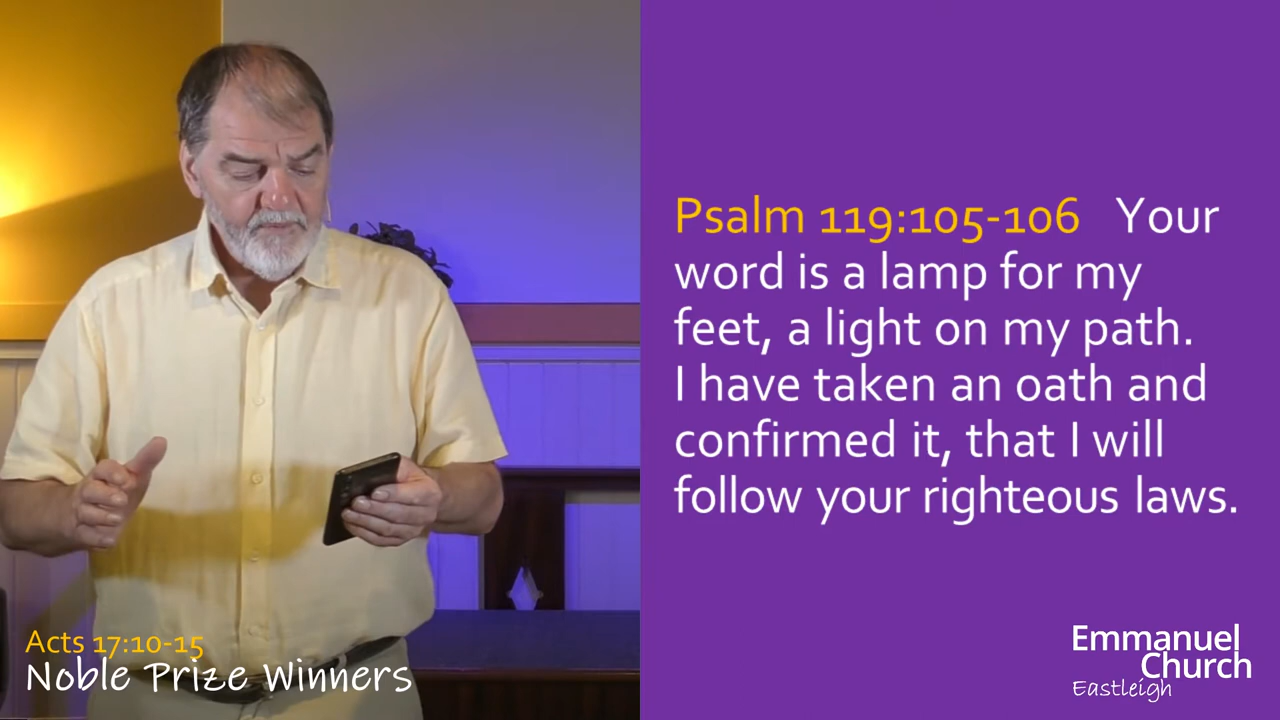 Psalm 119:105-106 Your
word is a lamp for my
feet, a light on my path.
I have taken an oath and
confirmed it, that I will
follow your righteous laws.
Acts 17:10-15
Noble Prize Winners
Emmanuel
Church
Eastleigh